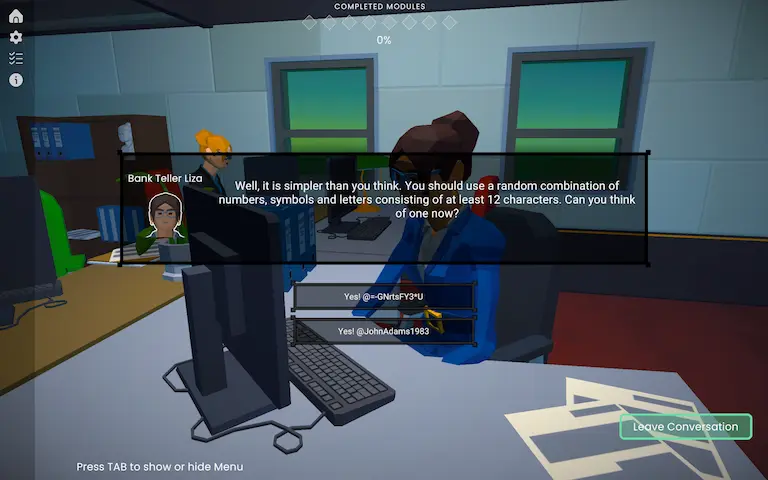 COMPLETED MODULES
0%
Bank Teller Liza
Well, it is simpler than you think. You should use a random combination of
numbers, symbols and letters consisting of at least 12 characters. Can you think
of one now?
Yes! @=-GNrtsFY3*U
Yes! @JohnAdams1983
Leave Conversation
Press TAB to show or hide Menu